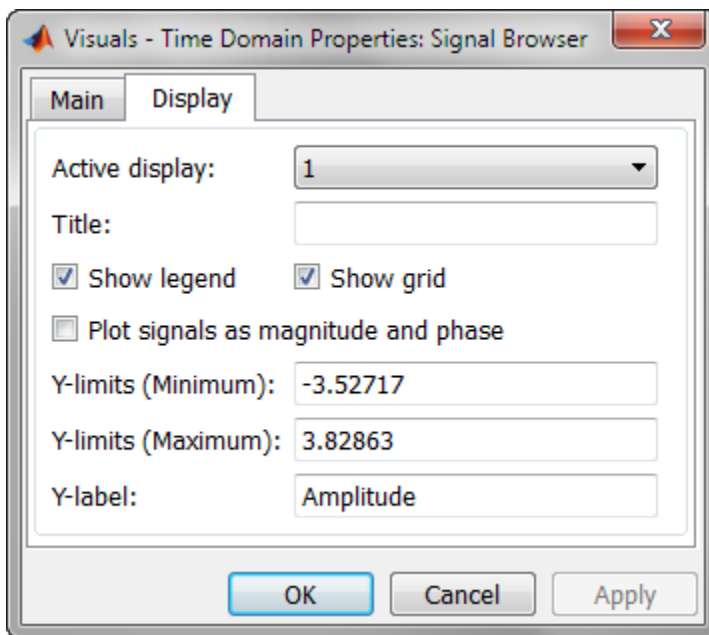 Visuals - Time Domain Properties: Signal Browser
Main Display
Active display: 1
Title:
Show legend Show grid
Plot signals as magnitude and phase
Y-limits (Minimum): -3.52717
Y-limits (Maximum): 3.82863
Y-label: Amplitude
OK Cancel Apply